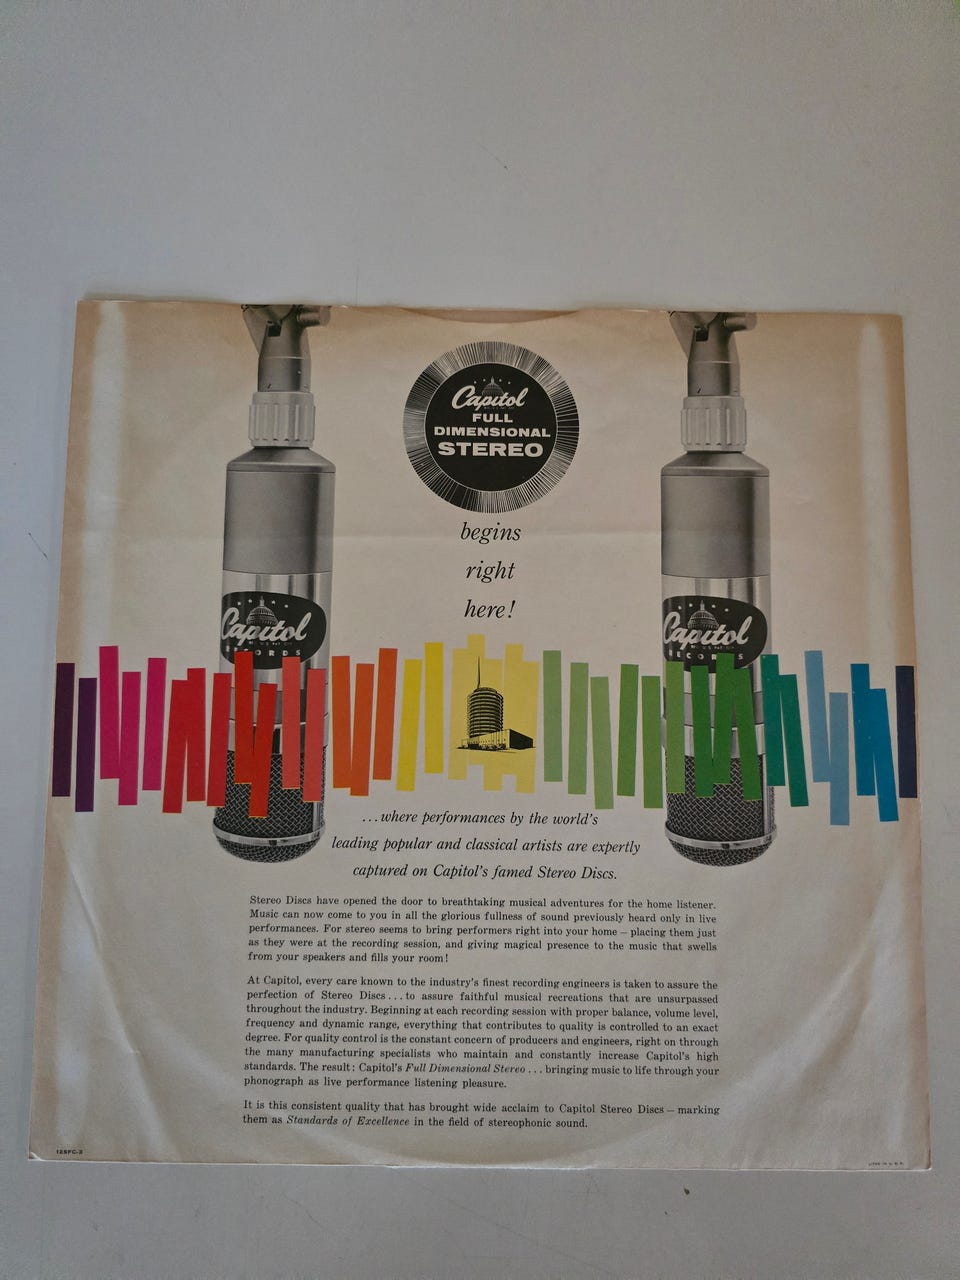 Capitol
FULL
DIMENSIONAL
STEREO
begins
right
here!
Capitol
RECORDS
Capitol
RECORDS
...where performances by the world's
leading popular and classical artists are expertly
captured on Capitol's famed Stereo Discs.
Stereo Discs have opened the door to breathtaking musical adventures for the home listener.
Music can now come to you in all the glorious fullness of sound previously heard only in live
performances. For stereo seems to bring performers right into your home – placing them just
as they were at the recording session, and giving magical presence to the music that swells
from your speakers and fills your room!
At Capitol, every care known to the industry's finest recording engineers is taken to assure the
perfection of Stereo Discs...to assure faithful musical recreations that are unsurpassed
throughout the industry. Beginning at each recording session with proper balance, volume level,
frequency and dynamic range, everything that contributes to quality is controlled to an exact
degree. For quality control is the constant concern of producers and engineers, right on through
the many manufacturing specialists who maintain and constantly increase Capitol's high
standards. The result: Capitol's Full Dimensional Stereo...bringing music to life through your
phonograph as live performance listening pleasure.
It is this consistent quality that has brought wide acclaim to Capitol Stereo Discs – marking
them as Standards of Excellence in the field of stereophonic sound.
LITHO IN U.S.A.